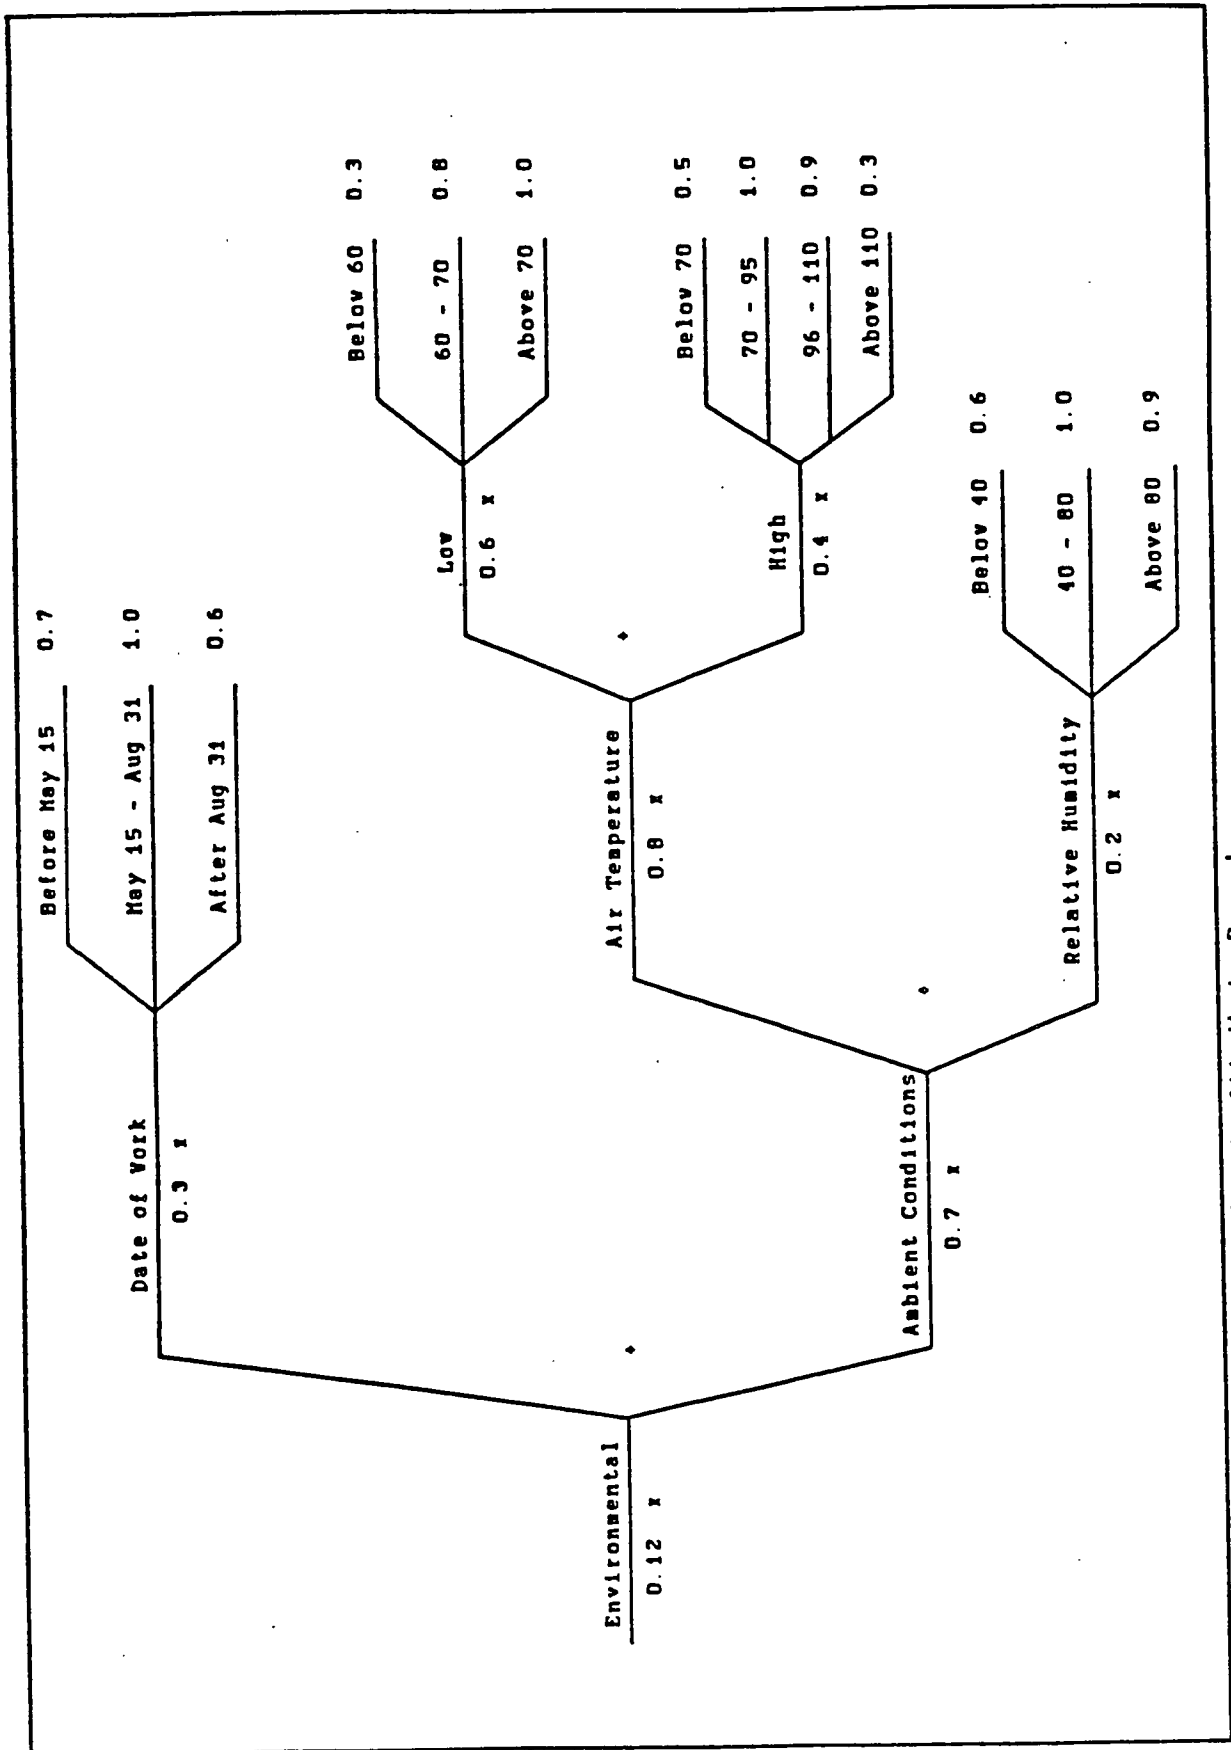 Before May 15 0.7
May 15 - Aug 31 1.0
After Aug 31 0.6
Date of Work
0.3 x
Below 60 0.3
60 - 70 0.8
Above 70 1.0
Low
0.6 x
+
Air Temperature
0.8 x
Below 70 0.5
70 - 95 1.0
96 - 110 0.9
Above 110 0.3
High
0.4 x
+
Environmental
0.12 x
+
Ambient Conditions
0.7 x
Below 40 0.6
40 - 80 1.0
Above 80 0.9
Relative Humidity
0.2 x